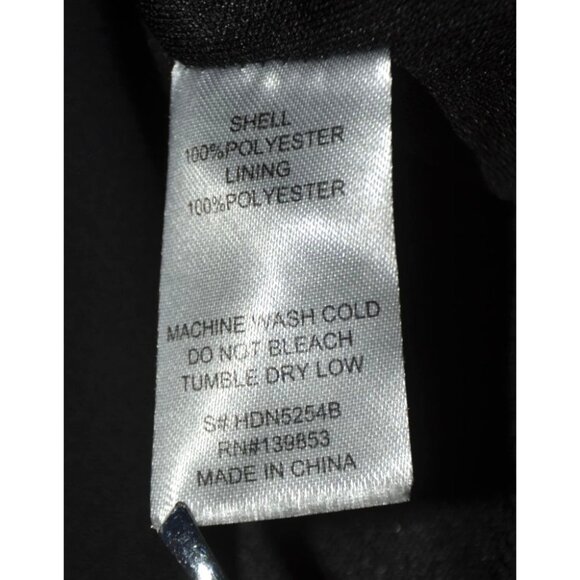 SHELL
100%POLYESTER
LINING
100%POLYESTER
MACHINE WASH COLD
DO NOT BLEACH
TUMBLE DRY LOW
S# HDN5254B
RN#139853
MADE IN CHINA